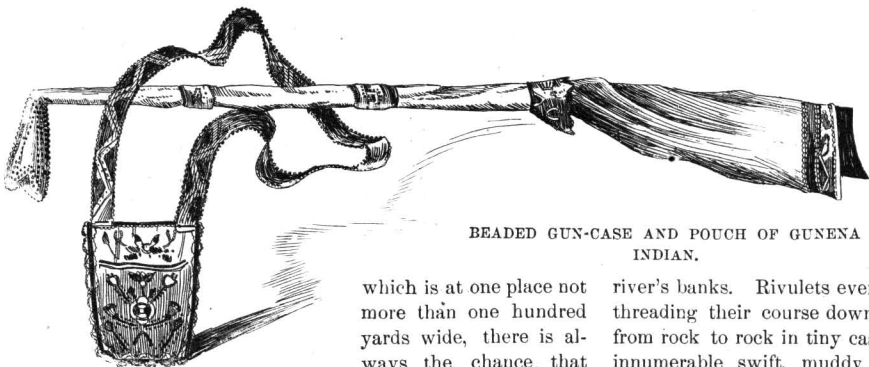 BEADED GUN-CASE AND POUCH OF GUNENA
INDIAN.
which is at one place not
more than one hundred
yards wide, there is al-
ways the chance that
river's banks. Rivulets
threading their course down
from rock to rock in tiny
innumerable swift, muddy